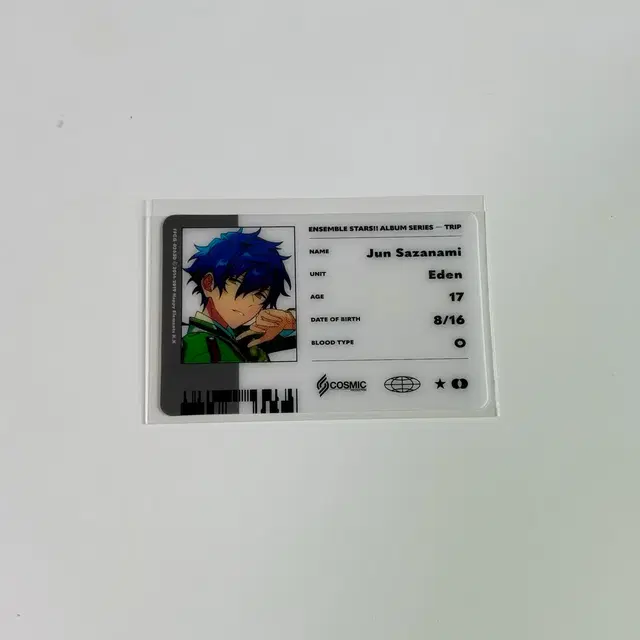 ENSEMBLE STARS!! ALBUM SERIES — TRIP
NAME Jun Sazanami
UNIT Eden
AGE 17
DATE OF BIRTH 8/16
BLOOD TYPE O
COSMIC